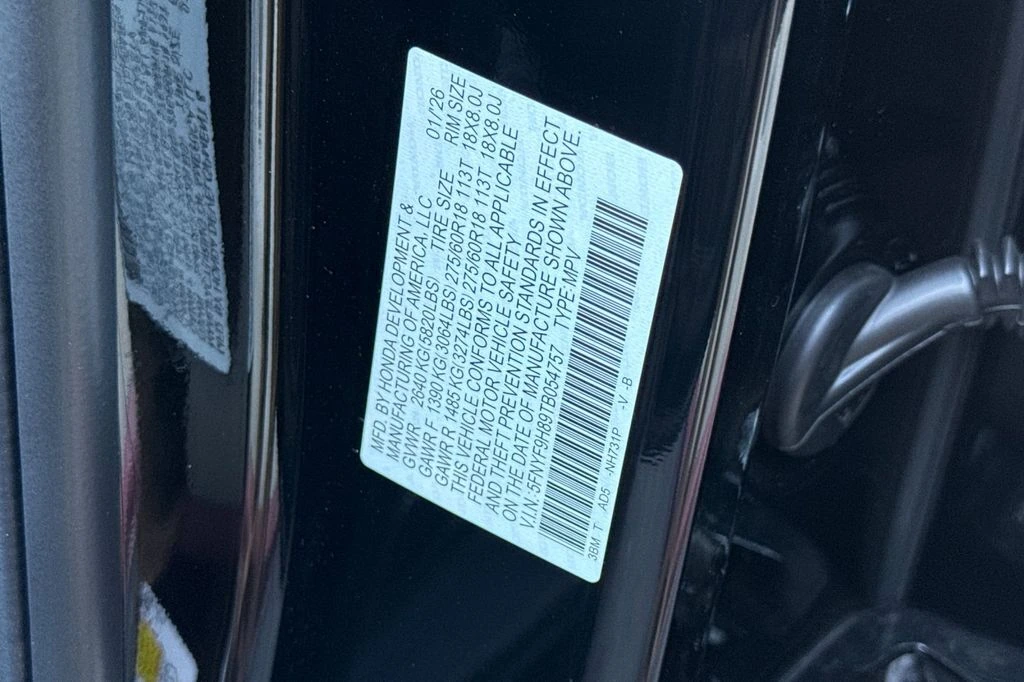 MFD. BY HONDA DEVELOPMENT &
MANUFACTURING OF AMERICA, LLC 01/'26
GVWR 2640 KG(5820LBS) TIRE SIZE RIM SIZE
GAWR F 1390 KG(3064LBS) 275/60R18 113T 18X8.0J
GAWR R 1485 KG(3274LBS) 275/60R18 113T 18X8.0J
THIS VEHICLE CONFORMS TO ALL APPLICABLE
FEDERAL MOTOR VEHICLE SAFETY
AND THEFT PREVENTION STANDARDS IN EFFECT
ON THE DATE OF MANUFACTURE SHOWN ABOVE.
V.I.N: 5FNYF9H89TB054757 TYPE:MPV
3BM T AD5 -NH731P -V -B